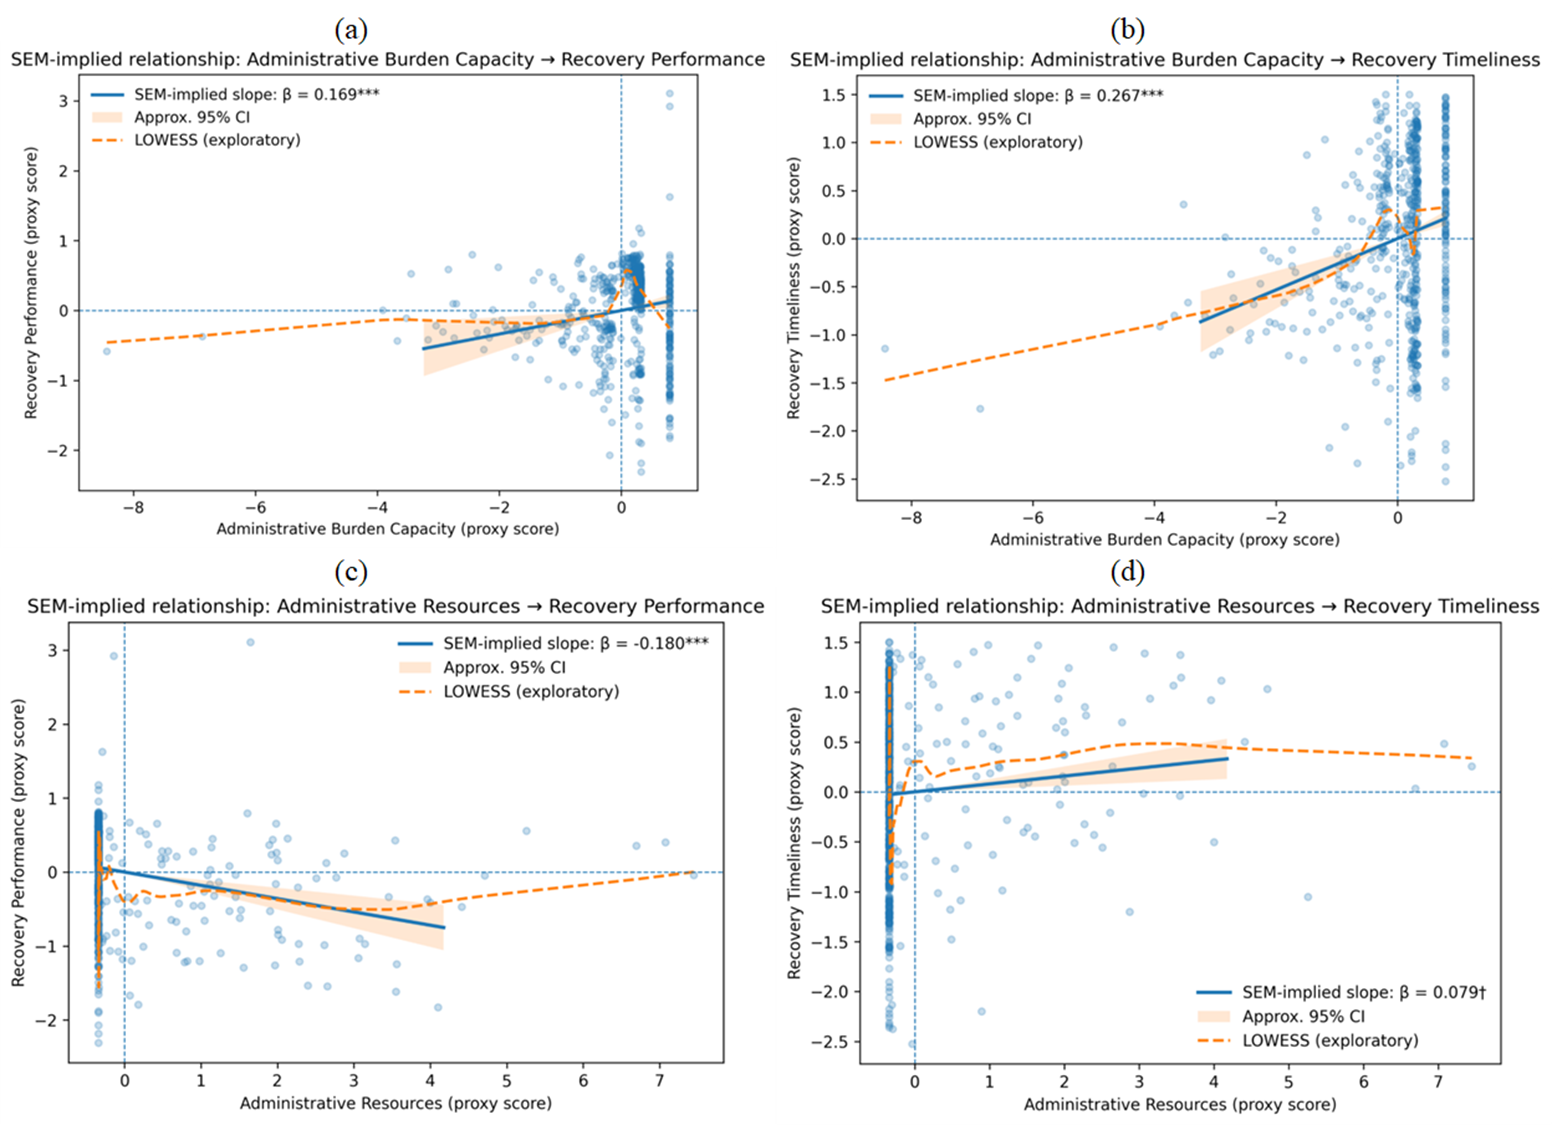 (a)
SEM-implied relationship: Administrative Burden Capacity → Recovery Performance
SEM-implied slope: β = 0.169***
Approx. 95% CI
LOWESS (exploratory)
Recovery Performance (proxy score)
3
2
1
0
−1
−2
−8
−6
−4
−2
0
Administrative Burden Capacity (proxy score)
(b)
SEM-implied relationship: Administrative Burden Capacity → Recovery Timeliness
SEM-implied slope: β = 0.267***
Approx. 95% CI
LOWESS (exploratory)
Recovery Timeliness (proxy score)
1.5
1.0
0.5
0.0
−0.5
−1.0
−1.5
−2.0
−2.5
−8
−6
−4
−2
0
Administrative Burden Capacity (proxy score)
(c)
SEM-implied relationship: Administrative Resources → Recovery Performance
SEM-implied slope: β = -0.180***
Approx. 95% CI
LOWESS (exploratory)
Recovery Performance (proxy score)
3
2
1
0
−1
−2
0
1
2
3
4
5
6
7
Administrative Resources (proxy score)
(d)
SEM-implied relationship: Administrative Resources → Recovery Timeliness
Recovery Timeliness (proxy score)
1.5
1.0
0.5
0.0
−0.5
−1.0
−1.5
−2.0
−2.5
SEM-implied slope: β = 0.079†
Approx. 95% CI
LOWESS (exploratory)
0
1
2
3
4
5
6
7
Administrative Resources (proxy score)